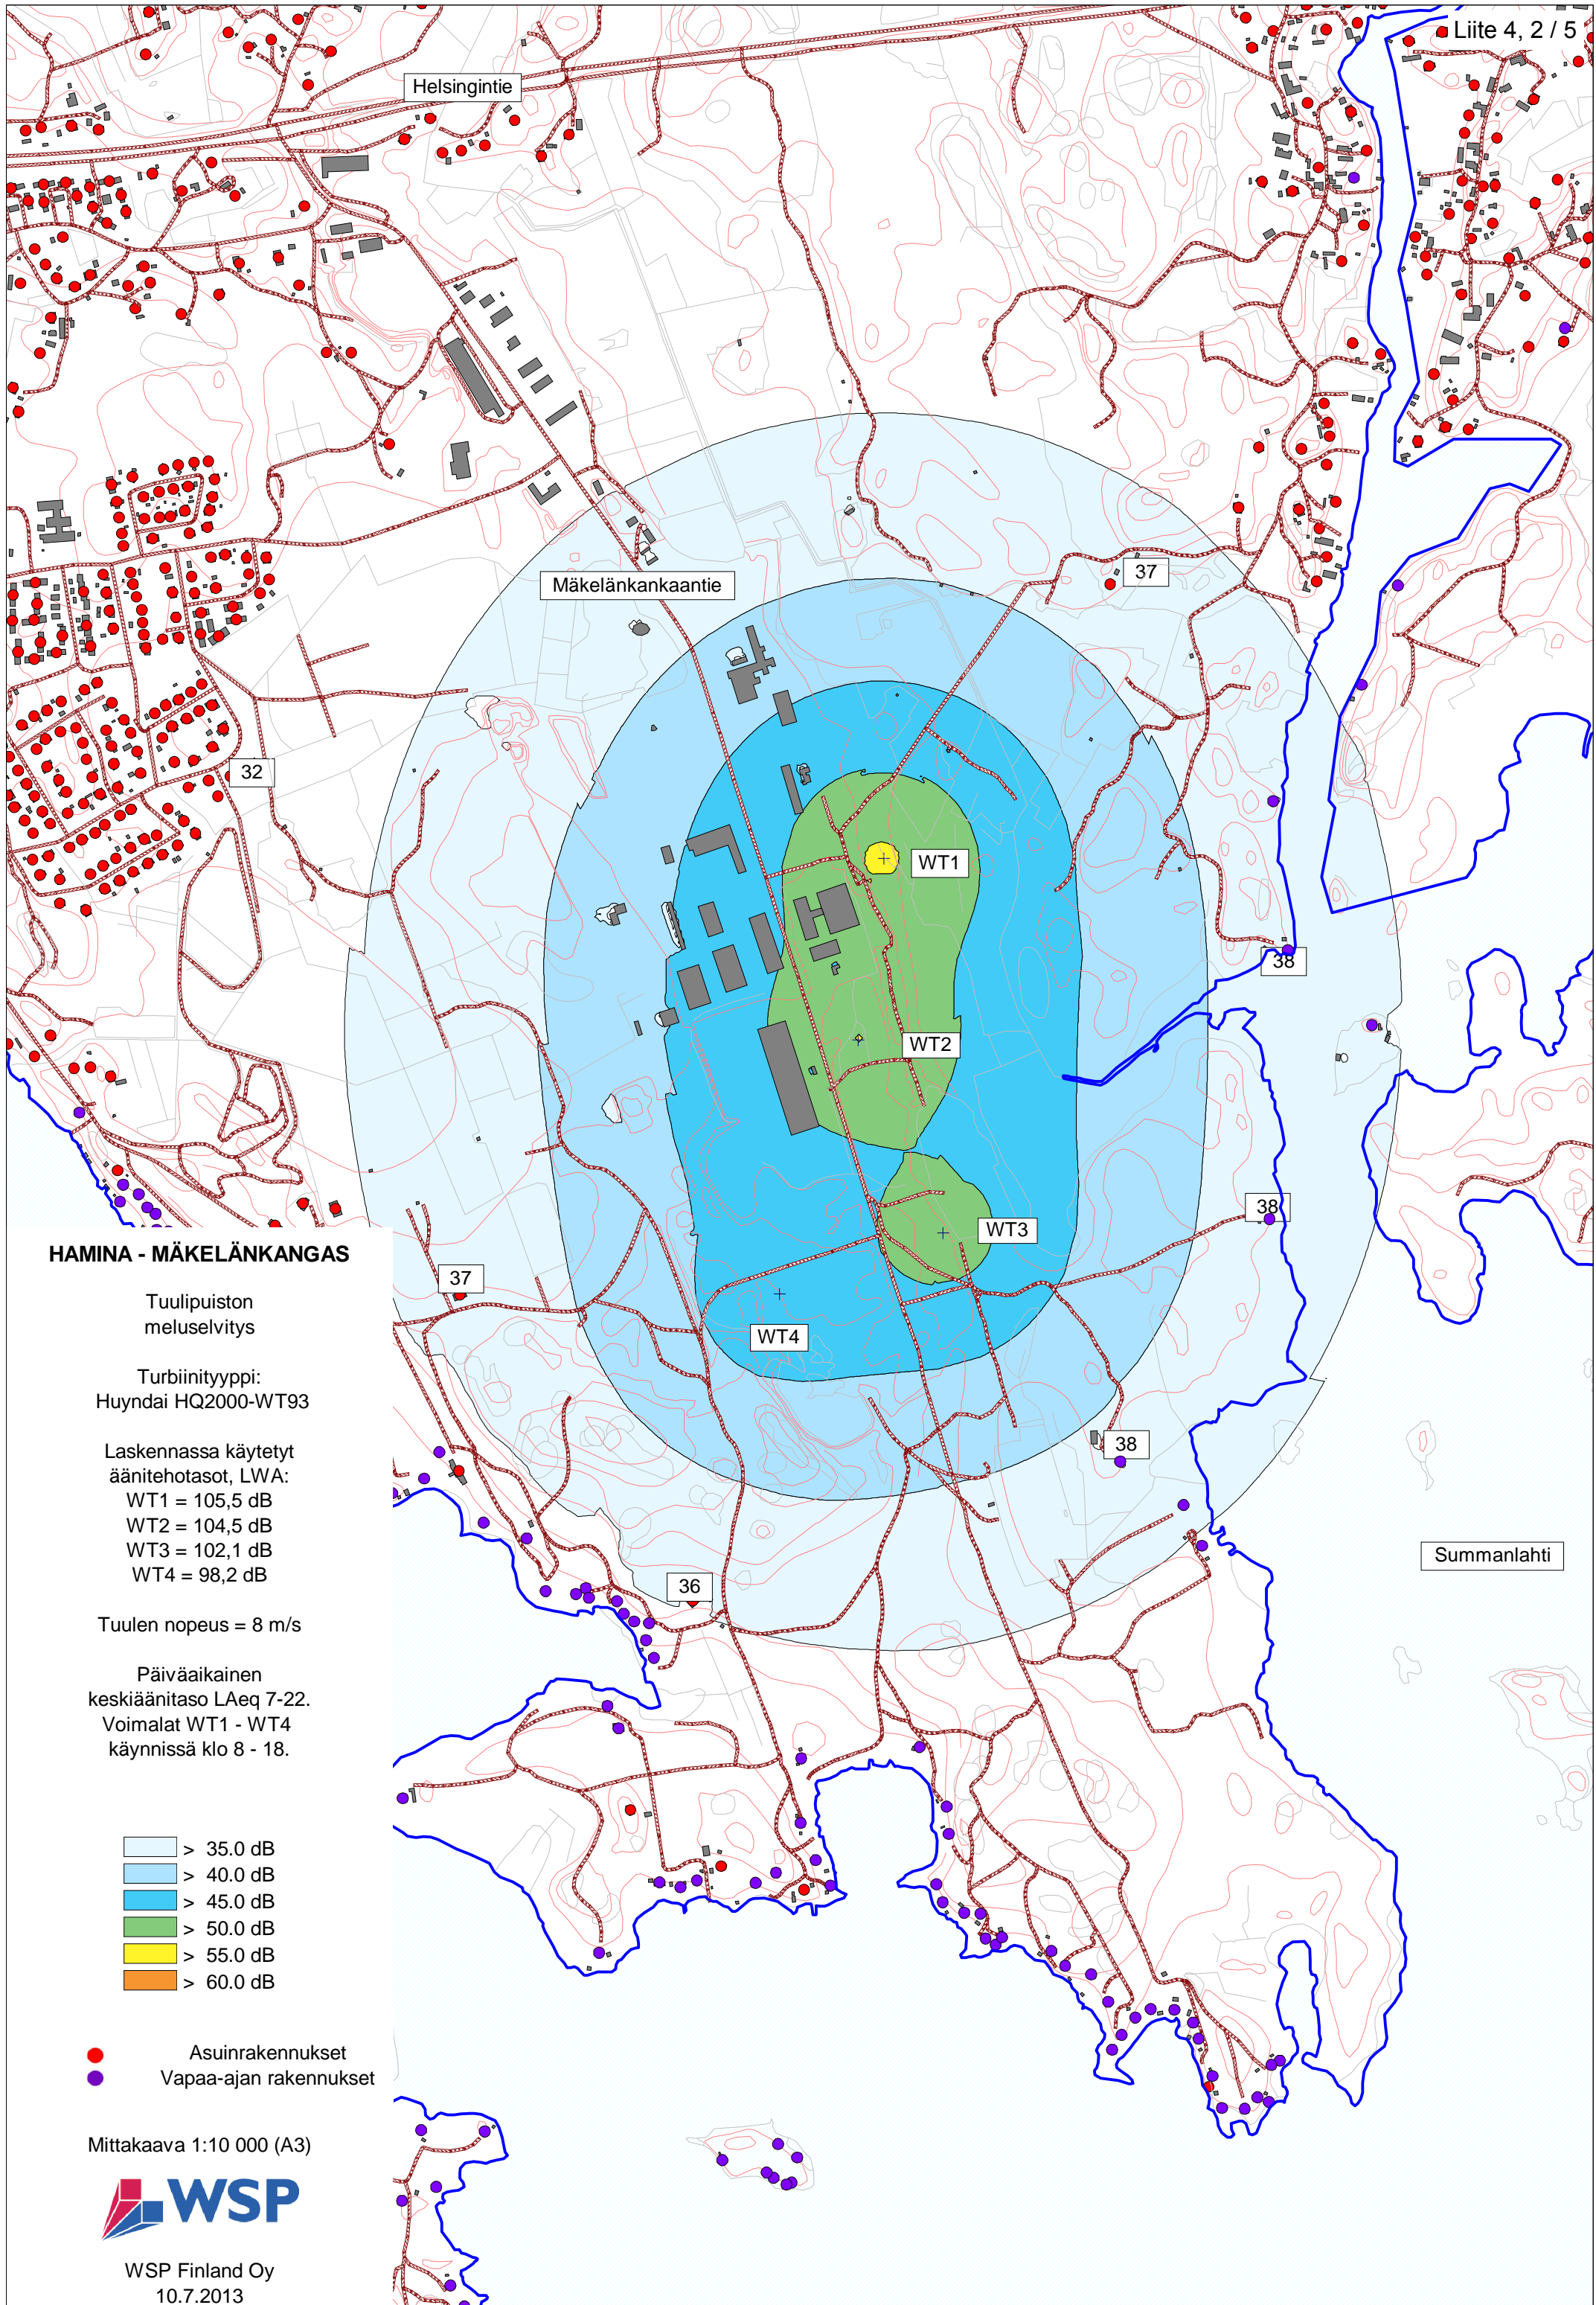 Liite 4, 2 / 5
Helsingintie
37
Mäkelänkankaantie
32
WT1
38
WT2
38
WT3
37
WT4
38
36
Summanlahti
HAMINA - MÄKELÄNKANGAS
Tuulipuiston
meluselvitys
Turbiinityyppi:
Huyndai HQ2000-WT93
Laskennassa käytetyt
äänitehotasot, LWA:
WT1 = 105,5 dB
WT2 = 104,5 dB
WT3 = 102,1 dB
WT4 = 98,2 dB
Tuulen nopeus = 8 m/s
Päiväaikainen
keskiäänitaso LAeq 7-22.
Voimalat WT1 - WT4
käynnissä klo 8 - 18.
> 35.0 dB
> 40.0 dB
> 45.0 dB
> 50.0 dB
> 55.0 dB
> 60.0 dB
Asuinrakennukset
Vapaa-ajan rakennukset
Mittakaava 1:10 000 (A3)
WSP
WSP Finland Oy
10.7.2013